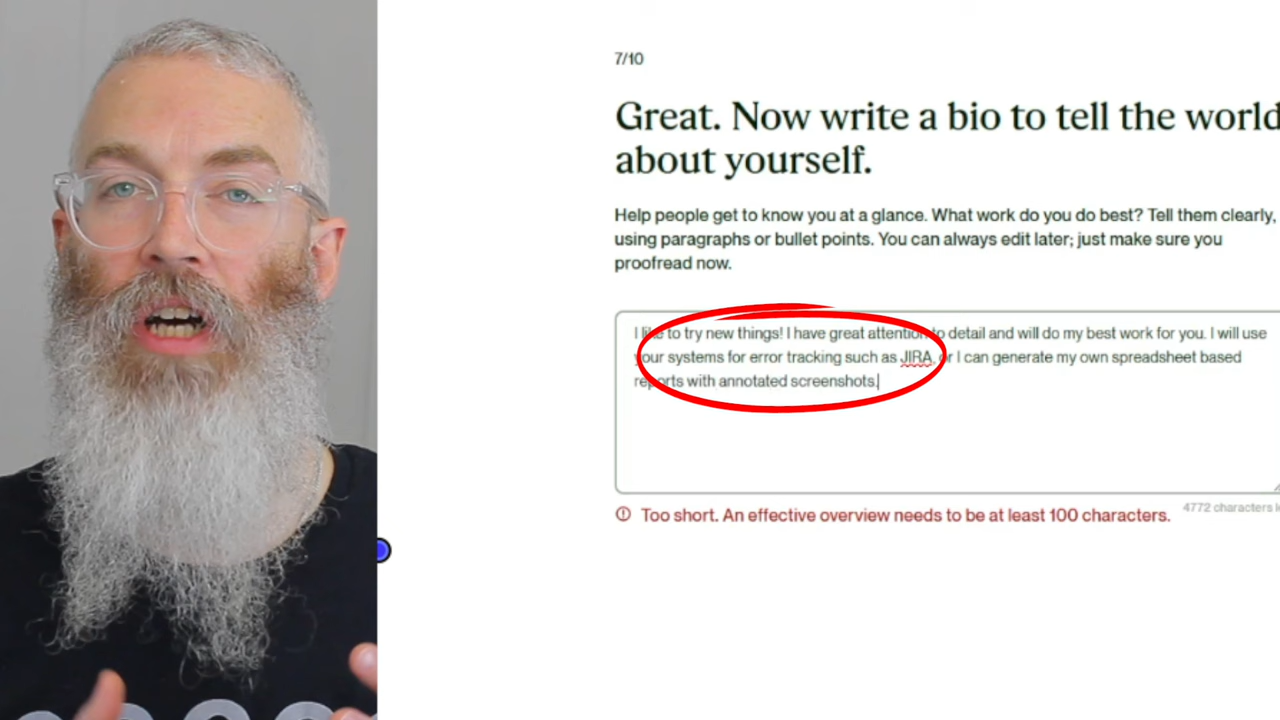 7/10
Great. Now write a bio to tell the world
about yourself.
Help people get to know you at a glance. What work do you do best? Tell them clearly,
using paragraphs or bullet points. You can always edit later; just make sure you
proofread now.
I like to try new things! I have great attention to detail and will do my best work for you. I will use
your systems for error tracking such as JIRA, or I can generate my own spreadsheet based
reports with annotated screenshots.
4772 characters
Too short. An effective overview needs to be at least 100 characters.